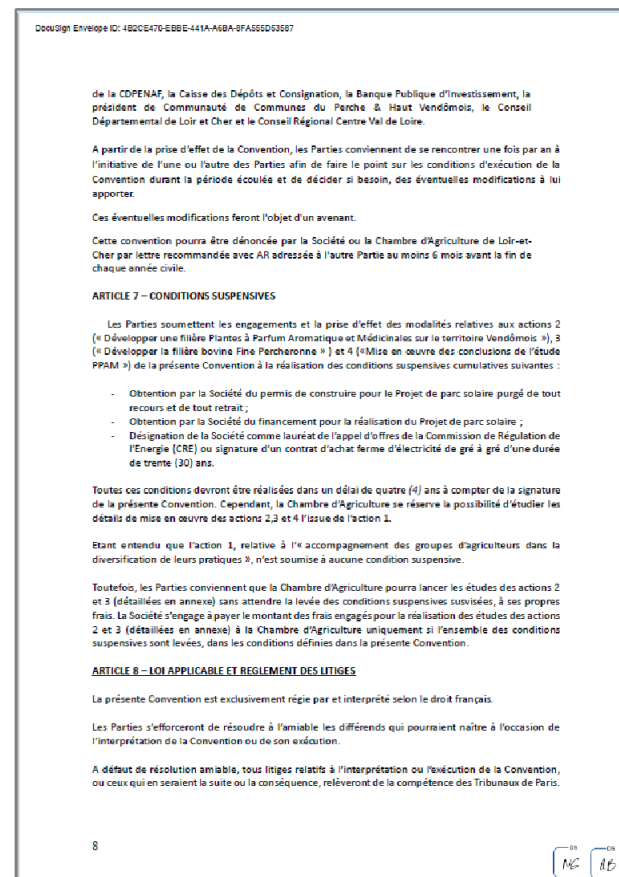 DocuSign Envelope ID: 4B2CE470-EBBE-441A-A6BA-8FA555D53587
de la CDPENAF, la Caisse des Dépôts et Consignation, la Banque Publique d'Investissement, la
président de Communauté de Communes du Perche & Haut Vendômois, le Conseil
Départemental de Loir et Cher et le Conseil Régional Centre Val de Loire.
A partir de la prise d'effet de la Convention, les Parties conviennent de se rencontrer une fois par an à
l'initiative de l'une ou l'autre des Parties afin de faire le point sur les conditions d'exécution de la
Convention durant la période écoulée et de décider si besoin, des éventuelles modifications à lui
apporter.
Ces éventuelles modifications feront l'objet d'un avenant.
Cette convention pourra être dénoncée par la Société ou la Chambre d'Agriculture de Loir-et-
Cher par lettre recommandée avec AR adressée à l'autre Partie au moins 6 mois avant la fin de
chaque année civile.
ARTICLE 7 – CONDITIONS SUSPENSIVES
Les Parties soumettent les engagements et la prise d'effet des modalités relatives aux actions 2
(« Développer une filière Plantes à Parfum Aromatique et Médicinales sur le territoire Vendômois »), 3
(« Développer la filière bovine Fine Percheronne » ) et 4 («Mise en œuvre des conclusions de l'étude
PPAM ») de la présente Convention à la réalisation des conditions suspensives cumulatives suivantes :
- Obtention par la Société du permis de construire pour le Projet de parc solaire purgé de tout
recours et de tout retrait ;
- Obtention par la Société du financement pour la réalisation du Projet de parc solaire ;
- Désignation de la Société comme lauréat de l'appel d'offres de la Commission de Régulation de
l'Energie (CRE) ou signature d'un contrat d'achat ferme d'électricité de gré à gré d'une durée
de trente (30) ans.
Toutes ces conditions devront être réalisées dans un délai de quatre (4) ans à compter de la signature
de la présente Convention. Cependant, la Chambre d'Agriculture se réserve la possibilité d'étudier les
détails de mise en œuvre des actions 2,3 et 4 l'issue de l'action 1.
Etant entendu que l'action 1, relative à l'« accompagnement des groupes d'agriculteurs dans la
diversification de leurs pratiques », n'est soumise à aucune condition suspensive.
Toutefois, les Parties conviennent que la Chambre d'Agriculture pourra lancer les études des actions 2
et 3 (détaillées en annexe) sans attendre la levée des conditions suspensives susvisées, à ses propres
frais. La Société s'engage à payer le montant des frais engagés pour la réalisation des études des actions
2 et 3 (détaillées en annexe) à la Chambre d'Agriculture uniquement si l'ensemble des conditions
suspensives sont levées, dans les conditions définies dans la présente Convention.
ARTICLE 8 – LOI APPLICABLE ET REGLEMENT DES LITIGES
La présente Convention est exclusivement régie par et interprété selon le droit français.
Les Parties s'efforceront de résoudre à l'amiable les différends qui pourraient naître à l'occasion de
l'interprétation de la Convention ou de son exécution.
A défaut de résolution amiable, tous litiges relatifs à l'interprétation ou l'exécution de la Convention,
ou ceux qui en seraient la suite ou la conséquence, relèveront de la compétence des Tribunaux de Paris.
8
DS DS
NG AB